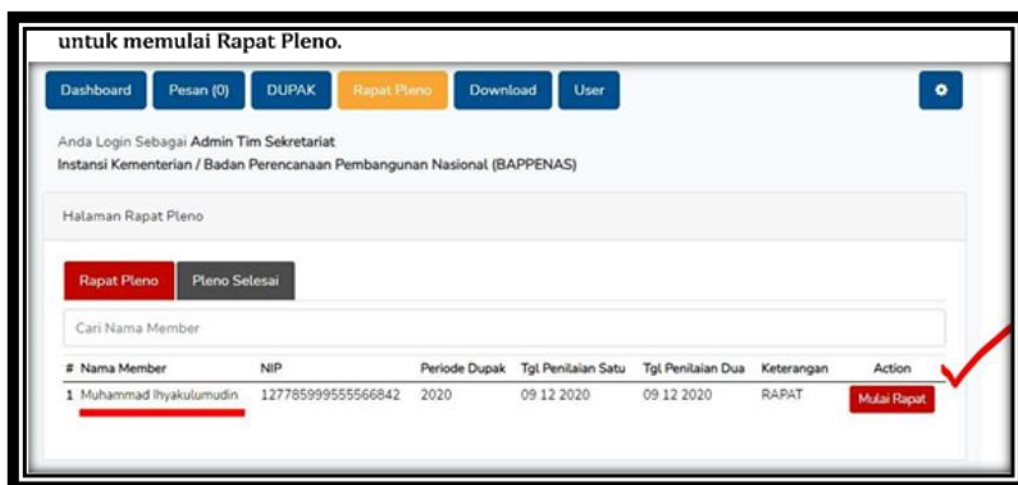 untuk memulai Rapat Pleno.
Dashboard Pesan (0) DUPAK Rapat Pleno Download User
Anda Login Sebagai Admin Tim Sekretariat
Instansi Kementerian / Badan Perencanaan Pembangunan Nasional (BAPPENAS)
Halaman Rapat Pleno
Rapat Pleno Pleno Selesai
Cari Nama Member
# Nama Member NIP Periode Dupak Tgl Penilaian Satu Tgl Penilaian Dua Keterangan Action
1 Muhammad Ihyakulumudin 127785999555566842 2020 09 12 2020 09 12 2020 RAPAT Mulai Rapat